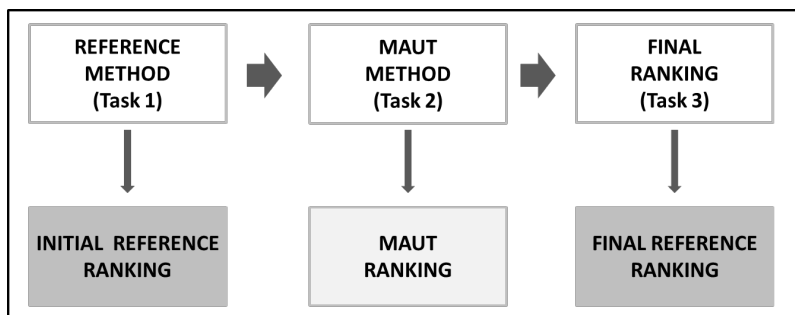 REFERENCE
METHOD
(Task 1)
MAUT
METHOD
(Task 2)
FINAL
RANKING
(Task 3)
INITIAL REFERENCE
RANKING
MAUT
RANKING
FINAL REFERENCE
RANKING